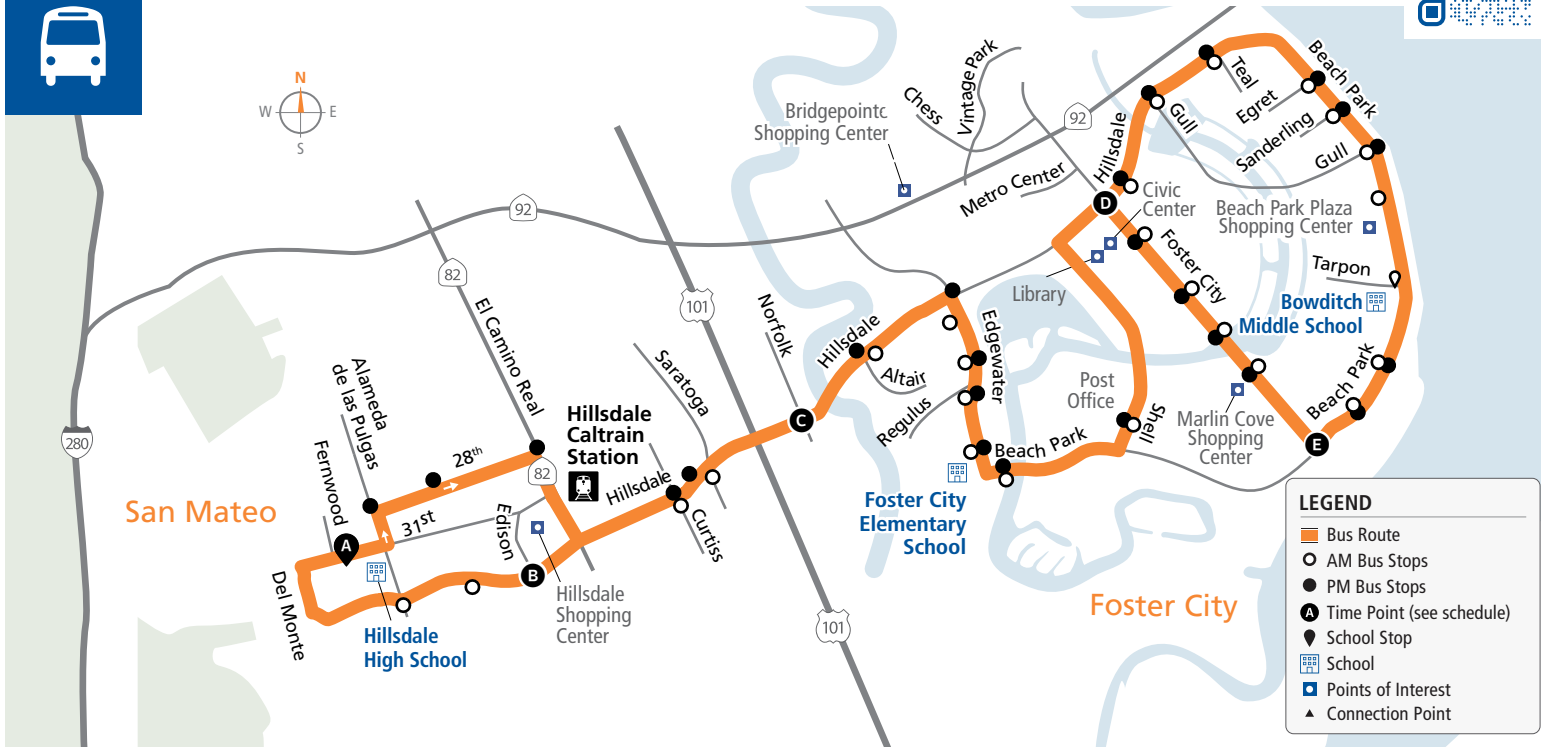 N
W
E
S
92
Bridgepointc
Shopping Center
Chess
Vintage Park
92
Metro Center
Hillsdale
Gull
Teal
Egret
Sanderling
Gull
Beach Park
D
Civic
Center
Beach Park Plaza
Shopping Center
Library
Foster City
Tarpon
Bowditch
Middle School
82
101
280
El Camino Real
Norfolk
Saratoga
Hillsdale
Altair
Regulus
Edgewater
Post
Office
Shell
Marlin Cove
Shopping
Center
Beach Park
E
C
Beach Park
Foster City
Elementary
School
Alameda
de las Pulgas
Fernwood
28th
82
Hillsdale
Caltrain
Station
Hillsdale
Curtiss
San Mateo
A
31st
Edison
B
Del Monte
Hillsdale
High School
Hillsdale
Shopping
Center
101
Foster City
LEGEND
Bus Route
AM Bus Stops
PM Bus Stops
A Time Point (see schedule)
School Stop
School
Points of Interest
Connection Point